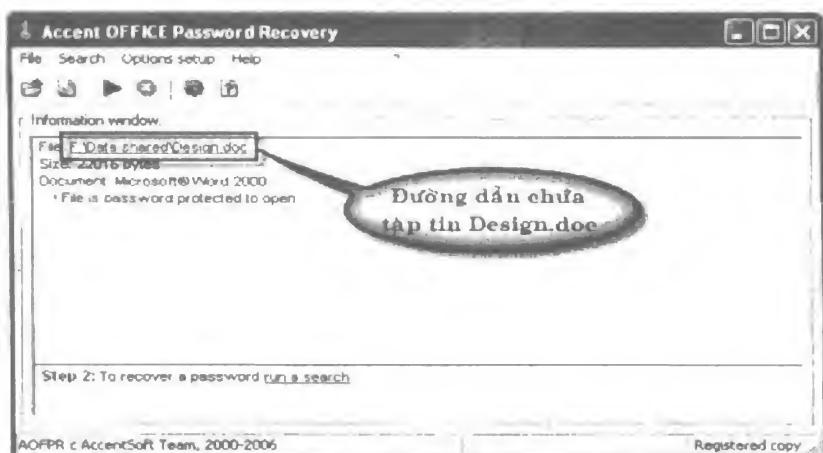 Accent OFFICE Password Recovery
File Search Options setup Help
Information window:
File: F:\Data shared\Design.doc
Size: 22016 bytes
Document: Microsoft® Word 2000
• File is password protected to open
Đường dẫn chứa
tập tin Design.doc
Step 2: To recover a password run a search
AOFPR c AccentSoft Team, 2000-2006
Registered copy